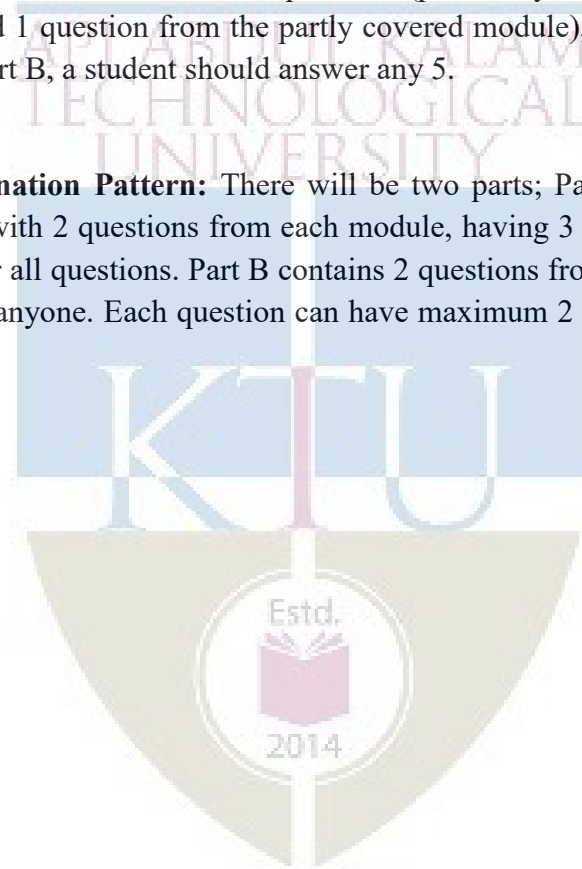 1 question from the partly covered module),
rt B, a student should answer any 5.
APJ ABDUL KALAM
TECHNOLOGICAL
UNIVERSITY
nation Pattern: There will be two parts; Pa
with 2 questions from each module, having 3
all questions. Part B contains 2 questions fro
anyone. Each question can have maximum 2
KTU
Estd.
2014